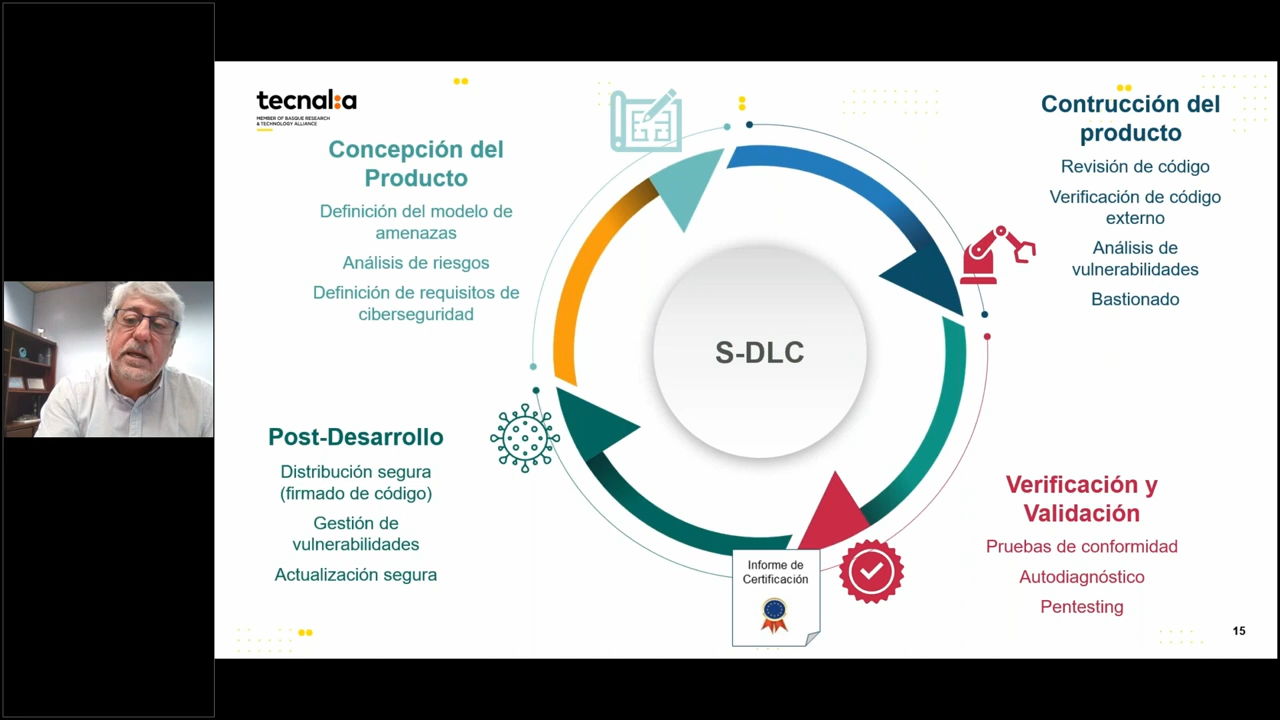 tecnal:a
MEMBER OF BASQUE RESEARCH
& TECHNOLOGY ALLIANCE
Concepción del
Producto
Definición del modelo de
amenazas
Análisis de riesgos
Definición de requisitos de
ciberseguridad
Contrucción del
producto
Revisión de código
Verificación de código
externo
Análisis de
vulnerabilidades
Bastionado
S-DLC
Post-Desarrollo
Distribución segura
(firmado de código)
Gestión de
vulnerabilidades
Actualización segura
Verificación y
Validación
Pruebas de conformidad
Autodiagnóstico
Pentesting
Informe de
Certificación
15